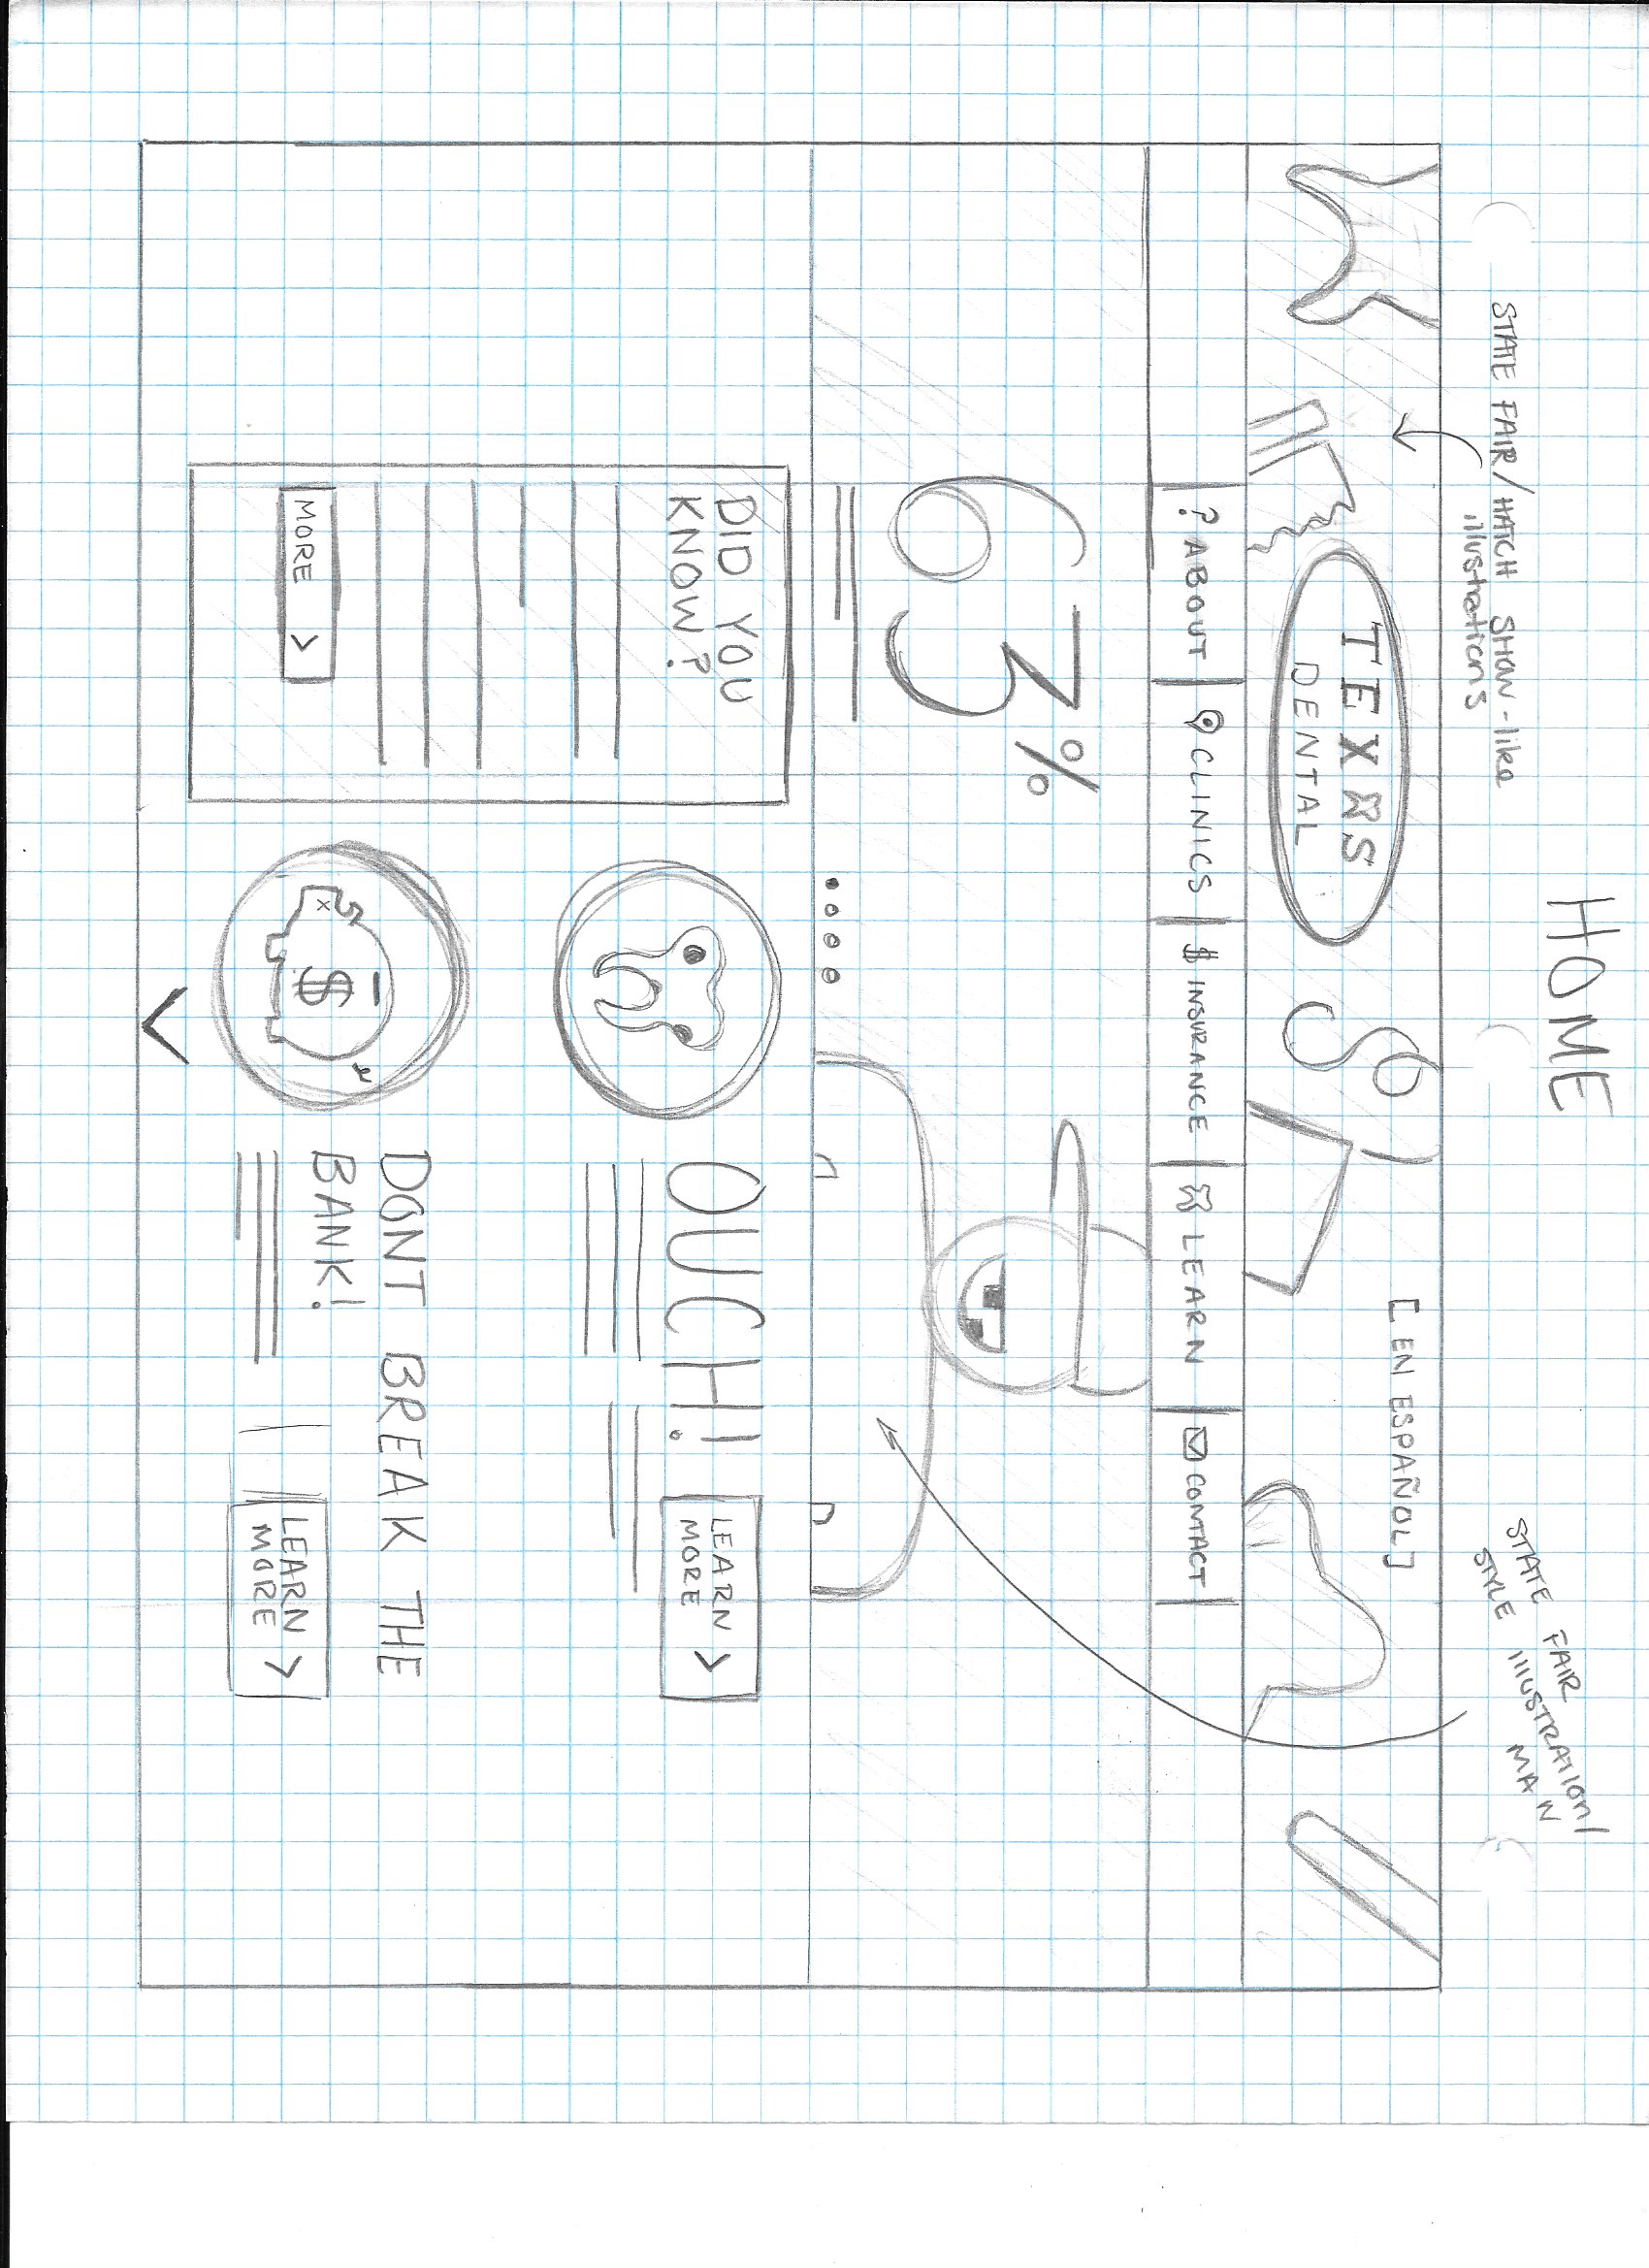 HOME
STATE FAIR/HATCH SHOW-like
illustrations
STATE FAIR
STYLE ILLUSTRATION/
MAN
[EN ESPAÑOL]
TEXAS
DENTAL
? ABOUT
CLINICS
$ INSURANCE
LEARN
CONTACT
63%
DID YOU
KNOW?
MORE >
OUCH!
LEARN
MORE >
$
DONT BREAK THE
BANK!
LEARN
MORE >